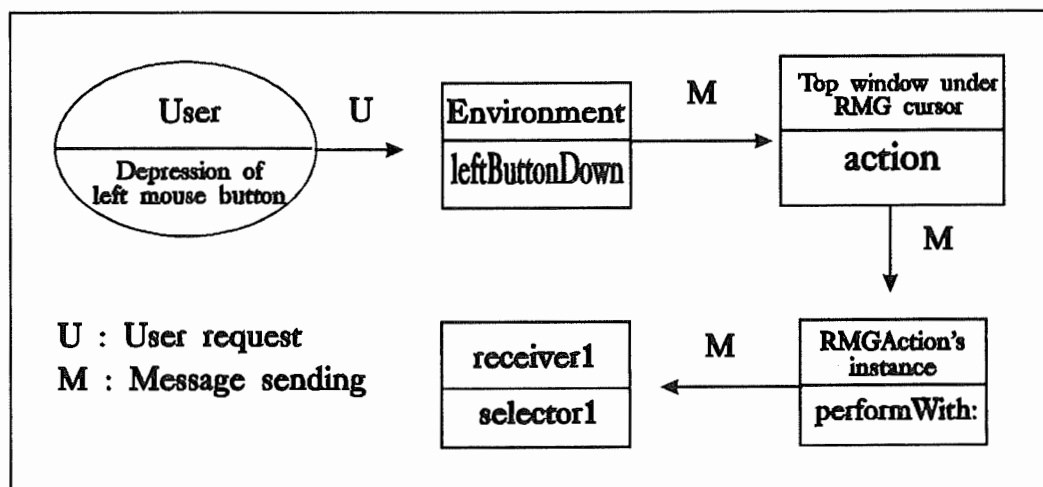 User
Depression of
left mouse button
U
Environment
leftButtonDown
M
Top window under
RMG cursor
action
M
RMGAction's
instance
performWith:
M
receiver1
selector1
U : User request
M : Message sending